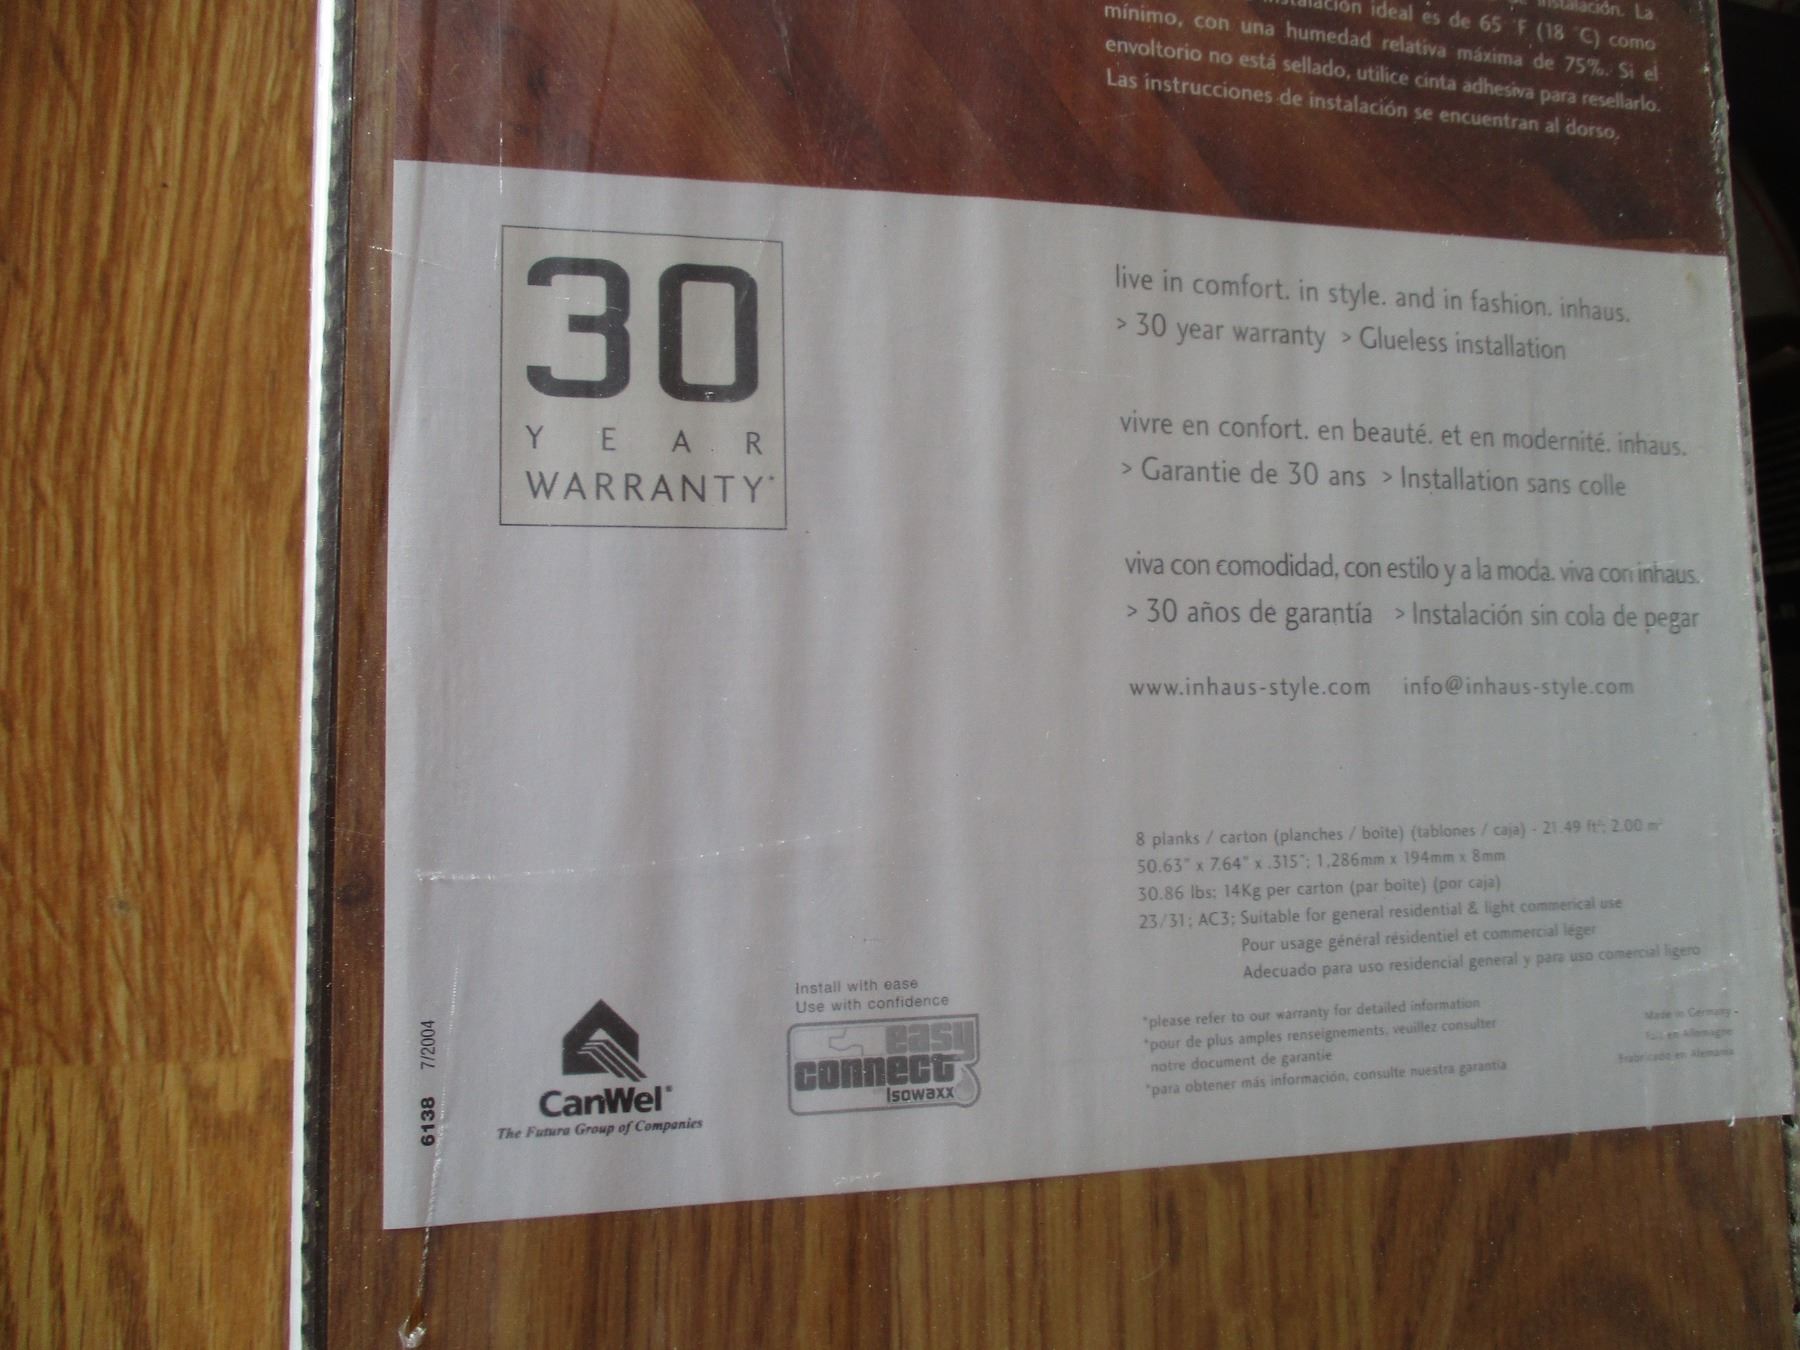 instalación. La
ideal es de 65 °F (18 °C) como
mínimo, con una humedad relativa máxima de 75%. Si el
envoltorio no está sellado, utilice cinta adhesiva para resellarlo.
Las instrucciones de instalación se encuentran al dorso.
30
YEAR
WARRANTY*
live in comfort. in style. and in fashion. inhaus.
> 30 year warranty > Glueless installation
vivre en confort. en beauté. et en modernité. inhaus.
> Garantie de 30 ans > Installation sans colle
viva con comodidad, con estilo y a la moda. viva con inhaus.
> 30 años de garantía > Instalación sin cola de pegar
www.inhaus-style.com info@inhaus-style.com
8 planks / carton (planches / boite) (tablones / caja) - 21.49 ft²; 2.00 m²
50.63" x 7.64" x .315"; 1,286mm x 194mm x 8mm
30.86 lbs; 14Kg per carton (par boite) (por caja)
23/31; AC3; Suitable for general residential & light commerical use
Pour usage général résidentiel et commercial léger
Adecuado para uso residencial general y para uso comercial ligero
*please refer to our warranty for detailed information
*pour de plus amples renseignements, veuillez consulter
notre document de garantie
*para obtener más información, consulte nuestra garantía
Made in Germany
Fait en Allemagne
Frabricado en Alemania
Install with ease
Use with confidence
easy
connect
Isowaxx
CanWel®
The Futura Group of Companies
6138 7/2004